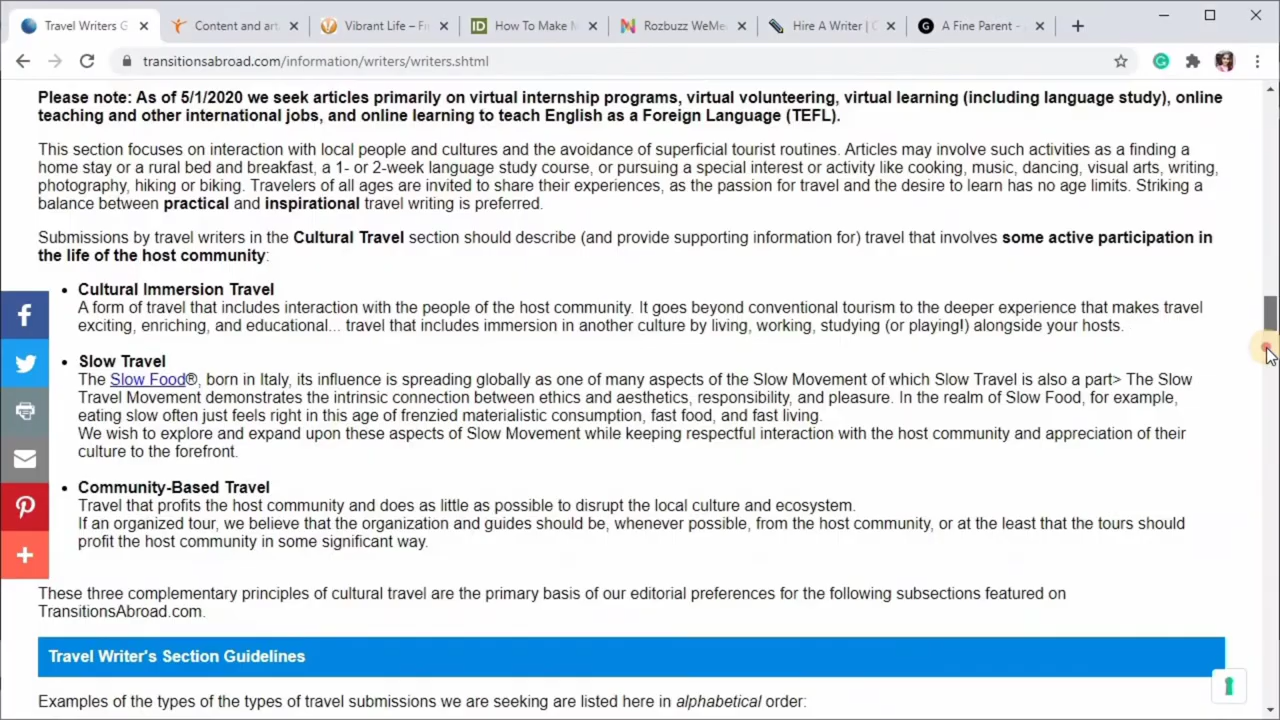 Travel Writers G
Content and art
Vibrant Life – Fr
How To Make M
Rozbuzz WeMe
Hire A Writer | C
A Fine Parent -
transitionsabroad.com/information/writers/writers.shtml
Please note: As of 5/1/2020 we seek articles primarily on virtual internship programs, virtual volunteering, virtual learning (including language study), online
teaching and other international jobs, and online learning to teach English as a Foreign Language (TEFL).
This section focuses on interaction with local people and cultures and the avoidance of superficial tourist routines. Articles may involve such activities as a finding a
home stay or a rural bed and breakfast, a 1- or 2-week language study course, or pursuing a special interest or activity like cooking, music, dancing, visual arts, writing,
photography, hiking or biking. Travelers of all ages are invited to share their experiences, as the passion for travel and the desire to learn has no age limits. Striking a
balance between practical and inspirational travel writing is preferred.
Submissions by travel writers in the Cultural Travel section should describe (and provide supporting information for) travel that involves some active participation in
the life of the host community:
Cultural Immersion Travel
A form of travel that includes interaction with the people of the host community. It goes beyond conventional tourism to the deeper experience that makes travel
exciting, enriching, and educational... travel that includes immersion in another culture by living, working, studying (or playing!) alongside your hosts.
Slow Travel
The Slow Food®, born in Italy, its influence is spreading globally as one of many aspects of the Slow Movement of which Slow Travel is also a part> The Slow
Travel Movement demonstrates the intrinsic connection between ethics and aesthetics, responsibility, and pleasure. In the realm of Slow Food, for example,
eating slow often just feels right in this age of frenzied materialistic consumption, fast food, and fast living.
We wish to explore and expand upon these aspects of Slow Movement while keeping respectful interaction with the host community and appreciation of their
culture to the forefront.
Community-Based Travel
Travel that profits the host community and does as little as possible to disrupt the local culture and ecosystem.
If an organized tour, we believe that the organization and guides should be, whenever possible, from the host community, or at the least that the tours should
profit the host community in some significant way.
These three complementary principles of cultural travel are the primary basis of our editorial preferences for the following subsections featured on
TransitionsAbroad.com.
Travel Writer's Section Guidelines
Examples of the types of the types of travel submissions we are seeking are listed here in alphabetical order: